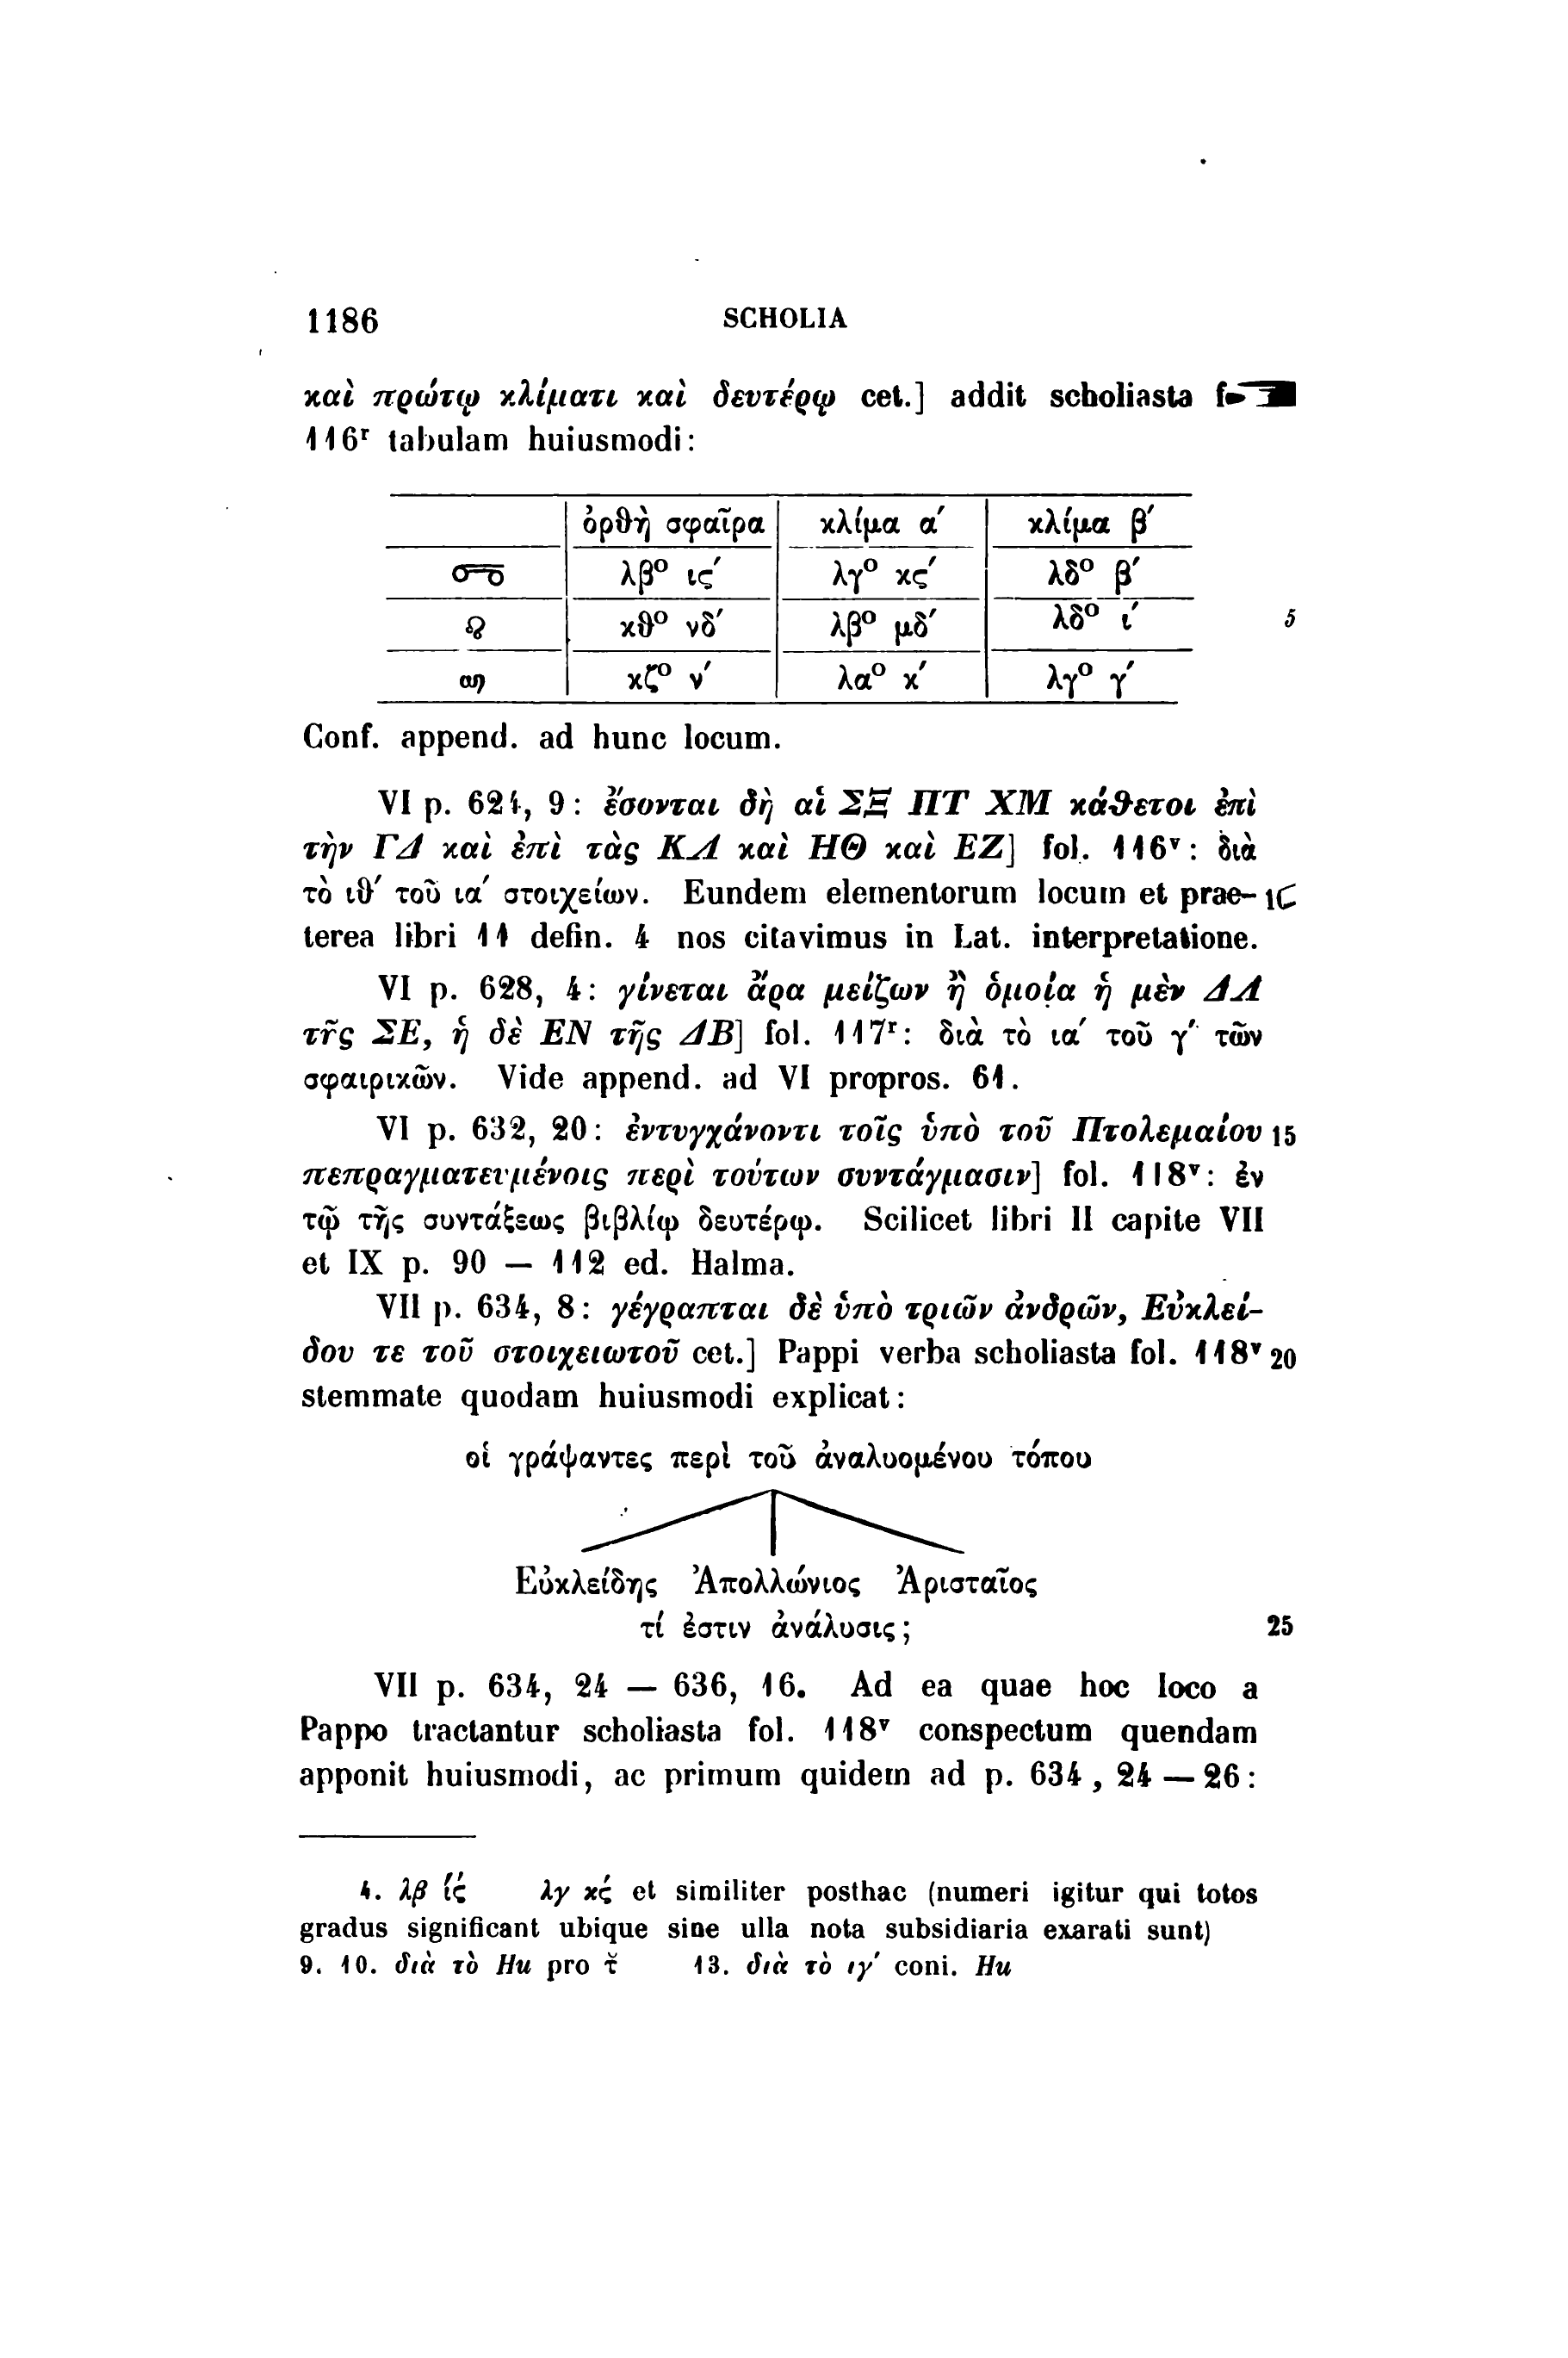 1186 SCHOLIA
καὶ πρώτῳ κλίματι καὶ δευτέρῳ cet.] addit scholiasta
116ʳ tabulam huiusmodi:
ὀρθὴ σφαῖρα κλίμα α′ κλίμα β′
λβ° ις′ λγ° κς′ λδ° β′
♌ κθ° νδ′ λβ° μδ′ λδ° ι′ 5
κζ° ν′ λα° κ′ λγ° γ′
Conf. append. ad hunc locum.
VI p. 624, 9: ἔσονται δὴ αἱ ΣΞ ΠΤ ΧΜ κάθετοι ἐπὶ
τὴν ΓΔ καὶ ἐπὶ τὰς ΚΛ καὶ ΗΘ καὶ ΕΖ] fol. 116ᵛ: διὰ
τὸ ιθ′ τοῦ ια′ στοιχείων. Eundem elementorum locum et prae- 10
terea libri 11 defin. 4 nos citavimus in Lat. interpretatione.
VI p. 628, 4: γίνεται ἄρα μείζων ἢ ὁμοία ἡ μὲν ΔΛ
τῆς ΣΕ, ἡ δὲ ΕΝ τῆς ΔΒ] fol. 117ʳ: διὰ τὸ ια′ τοῦ γ′ τῶν
σφαιρικῶν. Vide append. ad VI propros. 61.
VI p. 632, 20: ἐντυγχάνοντι τοῖς ὑπὸ τοῦ Πτολεμαίου 15
πεπραγματευμένοις περὶ τούτων συντάγμασιν] fol. 118ᵛ: ἐν
τῷ τῆς συντάξεως βιβλίῳ δευτέρῳ. Scilicet libri II capite VII
et IX p. 90 — 112 ed. Halma.
VII p. 634, 8: γέγραπται δὲ ὑπὸ τριῶν ἀνδρῶν, Εὐκλεί-
δου τε τοῦ στοιχειωτοῦ cet.] Pappi verba scholiasta fol. 118ᵛ 20
stemmate quodam huiusmodi explicat:
οἱ γράψαντες περὶ τοῦ ἀναλυομένου τόπου
Εὐκλείδης Ἀπολλώνιος Ἀρισταῖος
τί ἐστιν ἀνάλυσις; 25
VII p. 634, 24 — 636, 16. Ad ea quae hoc loco a
Pappo tractantur scholiasta fol. 118ᵛ conspectum quendam
apponit huiusmodi, ac primum quidem ad p. 634, 24 — 26:
4. λβ ις́ λγ κς́ et similiter posthac (numeri igitur qui totos
gradus significant ubique sine ulla nota subsidiaria exarati sunt)
9. 10. διὰ τὸ Hu pro τ̆ 13. διὰ τὸ ιγ′ coni. Hu